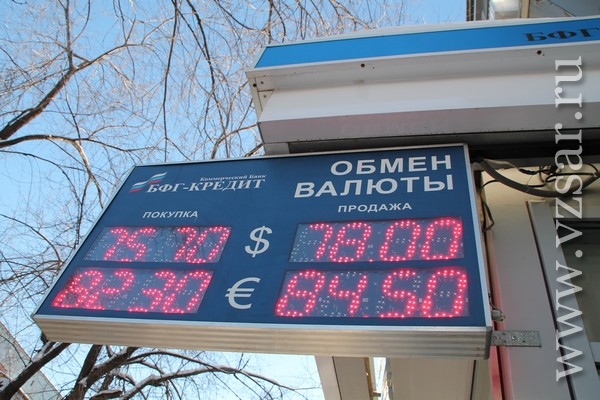 БФГ
Коммерческий Банк
БФГ-КРЕДИТ
ОБМЕН
ВАЛЮТЫ
ПОКУПКА
ПРОДАЖА
75.70 $ 78.00
82.30 € 84.50
www.vzsar.ru